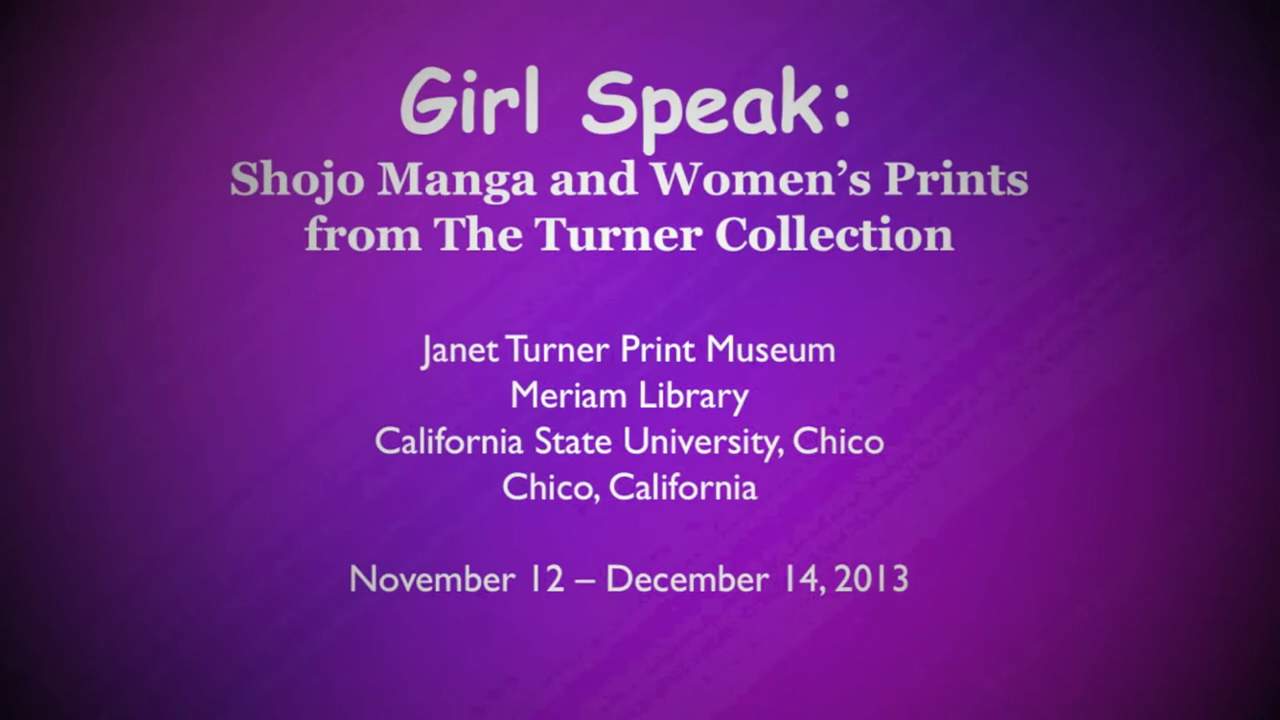 Girl Speak:
Shojo Manga and Women’s Prints
from The Turner Collection
Janet Turner Print Museum
Meriam Library
California State University, Chico
Chico, California
November 12 – December 14, 2013